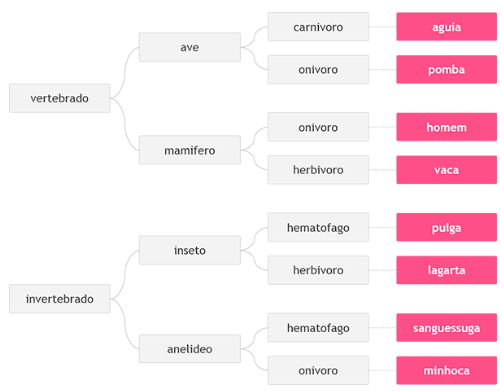 vertebrado
ave
carnivoro
aguia
onivoro
pomba
mamifero
onivoro
homem
herbivoro
vaca
invertebrado
inseto
hematofago
pulga
herbivoro
lagarta
anelideo
hematofago
sanguessuga
onivoro
minhoca